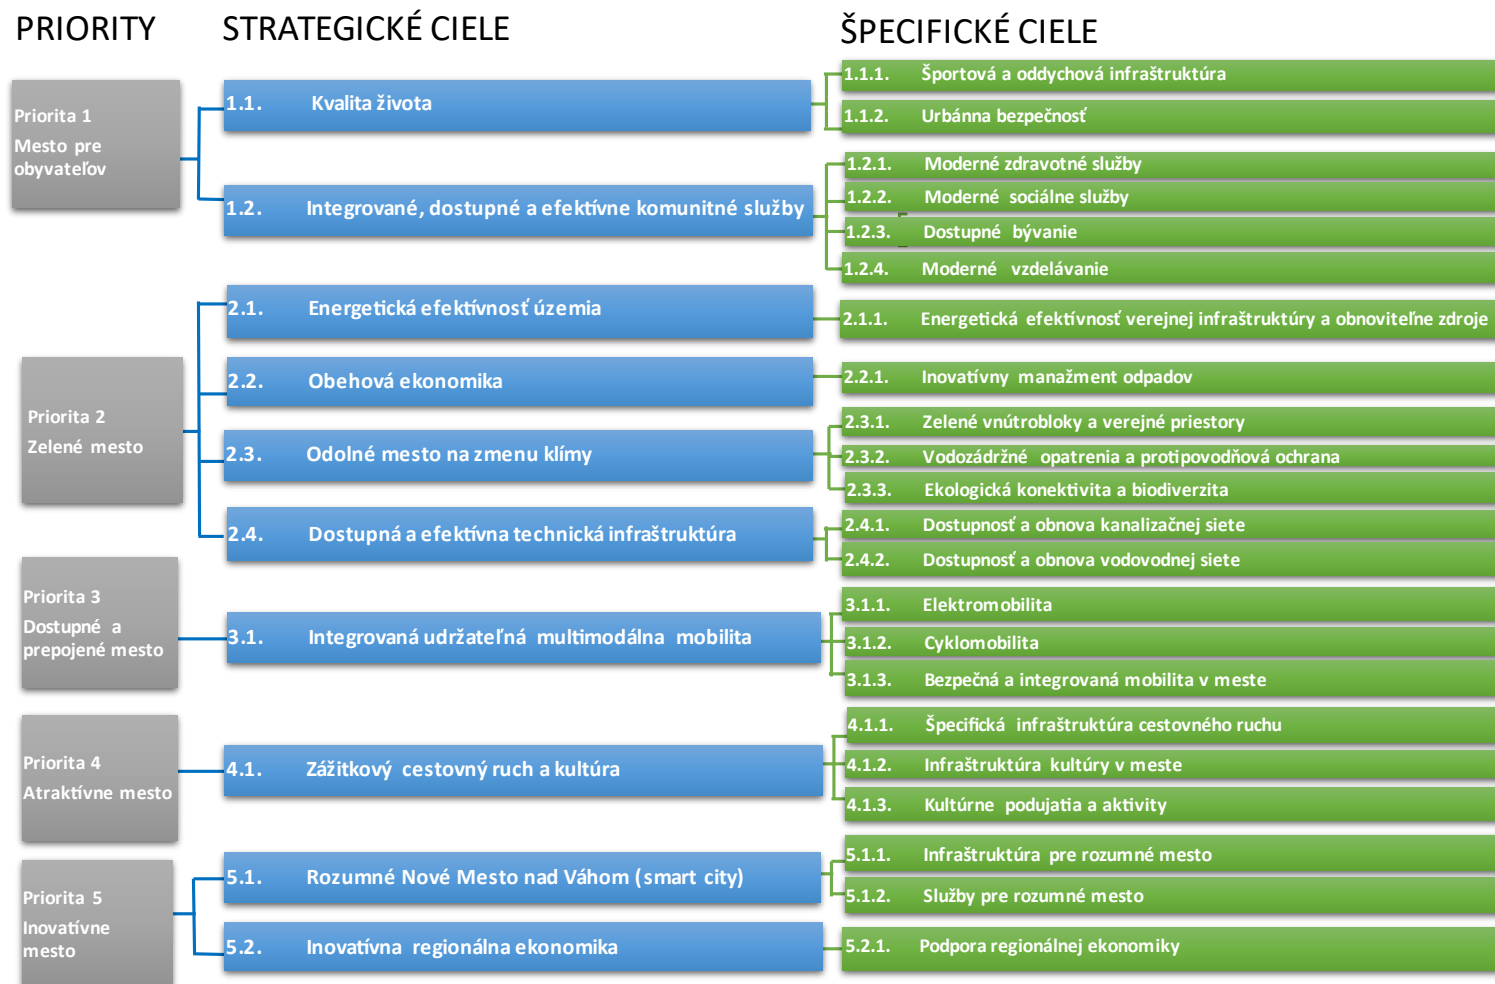 PRIORITY STRATEGICKÉ CIELE ŠPECIFICKÉ CIELE
Priorita 1
Mesto pre
obyvateľov
1.1. Kvalita života
1.1.1. Športová a oddychová infraštruktúra
1.1.2. Urbánna bezpečnosť
1.2. Integrované, dostupné a efektívne komunitné služby
1.2.1. Moderné zdravotné služby
1.2.2. Moderné sociálne služby
1.2.3. Dostupné bývanie
1.2.4. Moderné vzdelávanie
Priorita 2
Zelené mesto
2.1. Energetická efektívnosť územia
2.1.1. Energetická efektívnosť verejnej infraštruktúry a obnoviteľne zdroje
2.2. Obehová ekonomika
2.2.1. Inovatívny manažment odpadov
2.3. Odolné mesto na zmenu klímy
2.3.1. Zelené vnútrobloky a verejné priestory
2.3.2. Vodozádržné opatrenia a protipovodňová ochrana
2.3.3. Ekologická konektivita a biodiverzita
2.4. Dostupná a efektívna technická infraštruktúra
2.4.1. Dostupnosť a obnova kanalizačnej siete
2.4.2. Dostupnosť a obnova vodovodnej siete
Priorita 3
Dostupné a
prepojené mesto
3.1. Integrovaná udržateľná multimodálna mobilita
3.1.1. Elektromobilita
3.1.2. Cyklomobilita
3.1.3. Bezpečná a integrovaná mobilita v meste
Priorita 4
Atraktívne mesto
4.1. Zážitkový cestovný ruch a kultúra
4.1.1. Špecifická infraštruktúra cestovného ruchu
4.1.2. Infraštruktúra kultúry v meste
4.1.3. Kultúrne podujatia a aktivity
Priorita 5
Inovatívne
mesto
5.1. Rozumné Nové Mesto nad Váhom (smart city)
5.1.1. Infraštruktúra pre rozumné mesto
5.1.2. Služby pre rozumné mesto
5.2. Inovatívna regionálna ekonomika
5.2.1. Podpora regionálnej ekonomiky